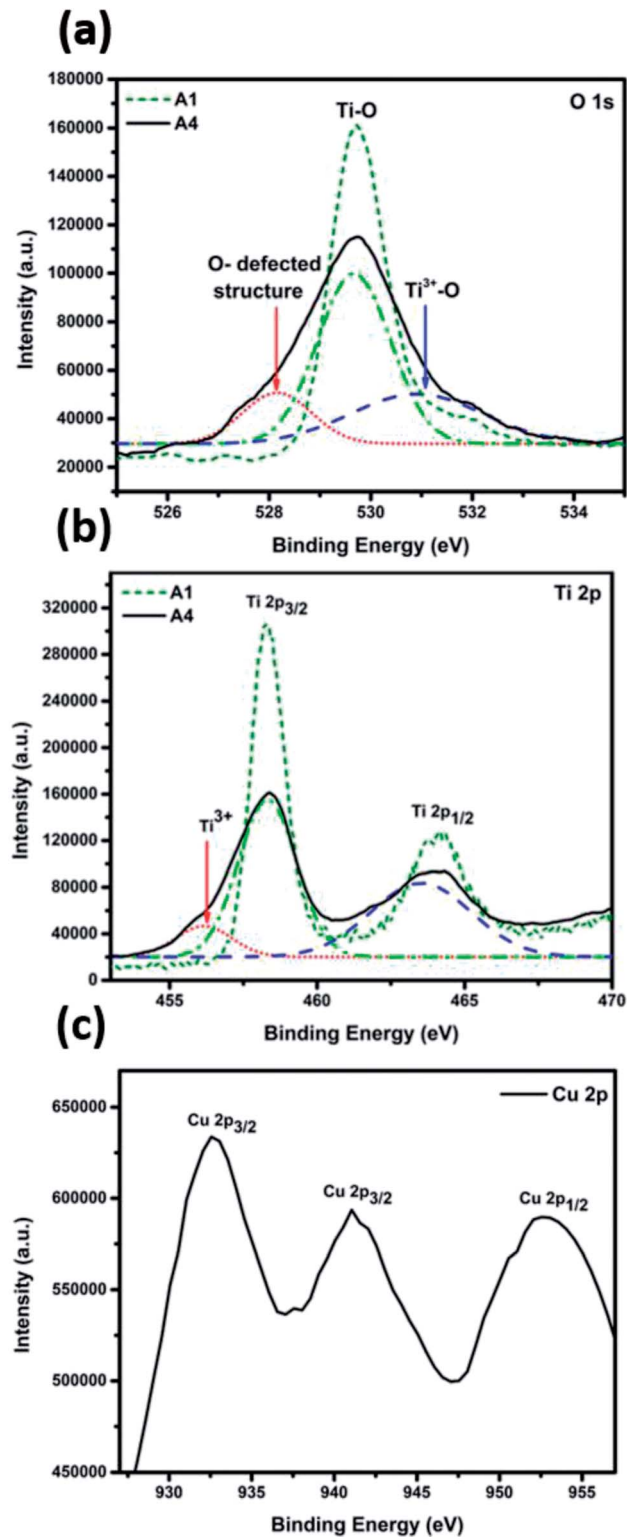 (a)
180000
160000
140000
120000
100000
80000
60000
40000
20000
Intensity (a.u.)
A1
A4
O 1s
Ti-O
O- defected
structure
Ti³⁺-O
526
528
530
532
534
Binding Energy (eV)
(b)
320000
280000
240000
200000
160000
120000
80000
40000
0
Intensity (a.u.)
A1
A4
Ti 2p
Ti 2p₃/₂
Ti³⁺
Ti 2p₁/₂
455
460
465
470
Binding Energy (eV)
(c)
650000
600000
550000
500000
450000
Intensity (a.u.)
Cu 2p
Cu 2p₃/₂
Cu 2p₃/₂
Cu 2p₁/₂
930
935
940
945
950
955
Binding Energy (eV)